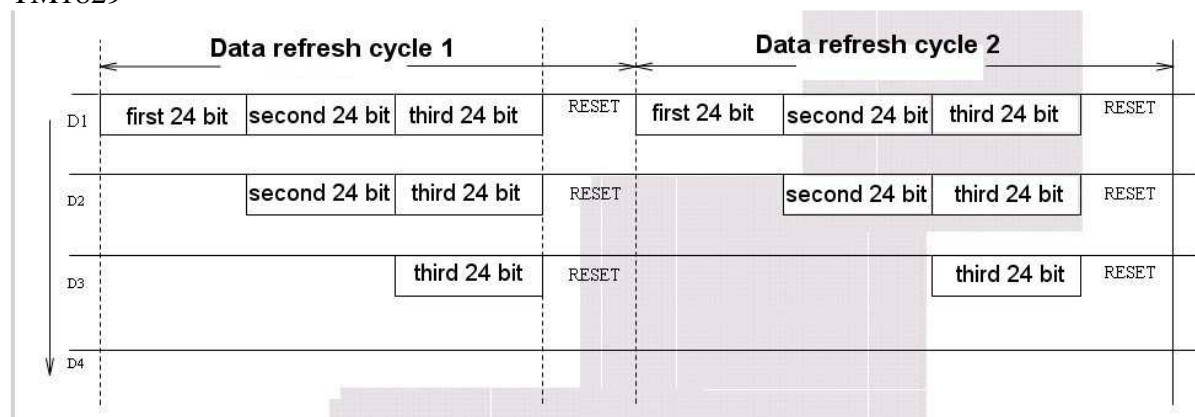 TM1829
Data refresh cycle 1 Data refresh cycle 2
D1 first 24 bit second 24 bit third 24 bit RESET first 24 bit second 24 bit third 24 bit RESET
D2 second 24 bit third 24 bit RESET second 24 bit third 24 bit RESET
D3 third 24 bit RESET third 24 bit RESET
D4